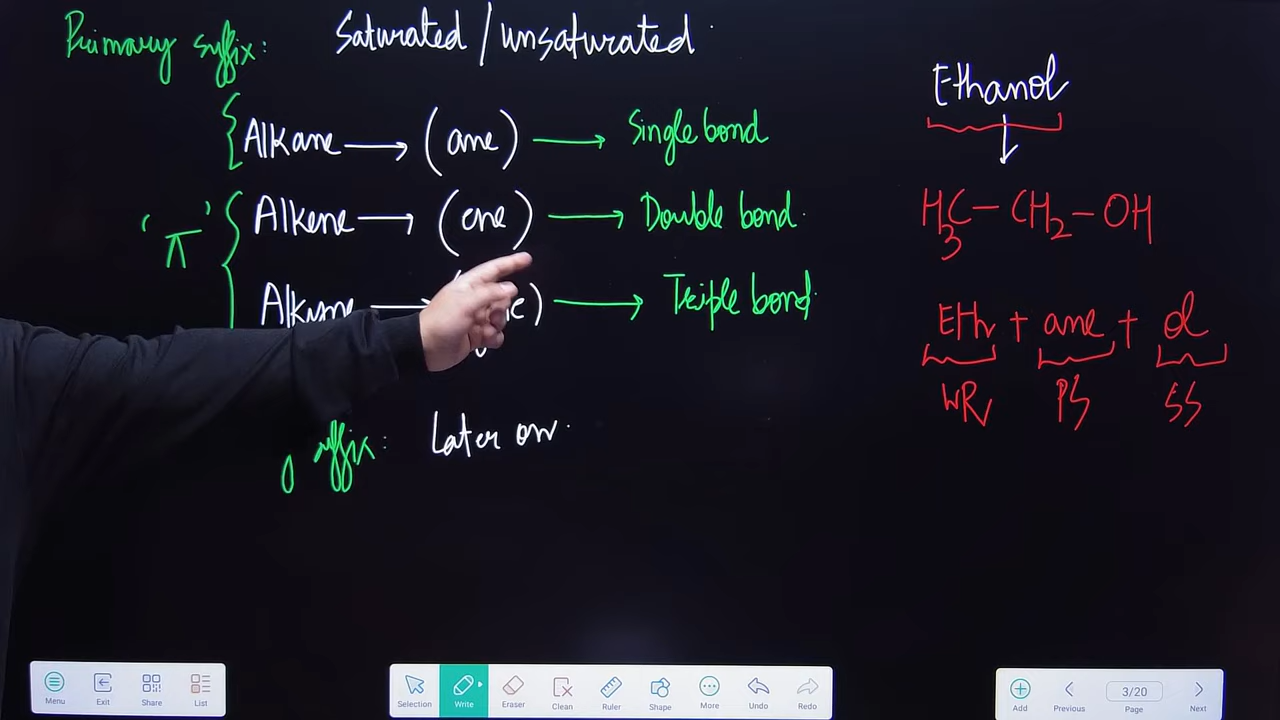 Primary suffix: Saturated / unsaturated
Alkane → (ane) → Single bond
'π' Alkene → (ene) → Double bond
Alkyne → → Triple bond
suffix: Later on
Ethanol
H3C - CH2 - OH
Eth + ane + ol
WR PS SS
Menu Exit Share List
Selection Write Eraser Clean Ruler Shape More Undo Redo
Add Previous 3/20 Page Next